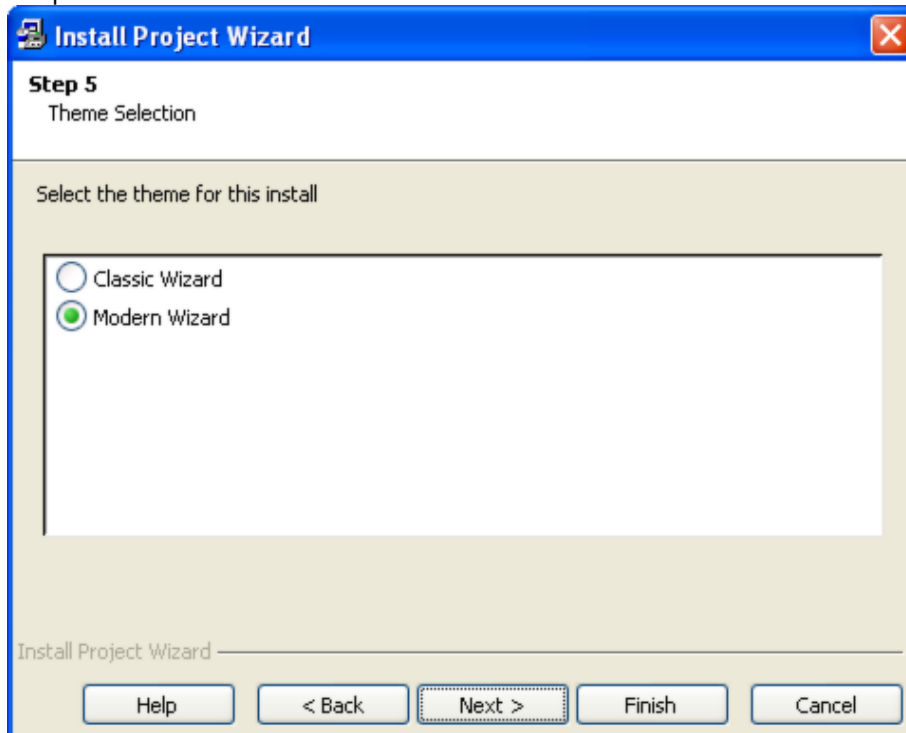 Install Project Wizard
Step 5
Theme Selection
Select the theme for this install
Classic Wizard
Modern Wizard
Install Project Wizard
Help < Back Next > Finish Cancel